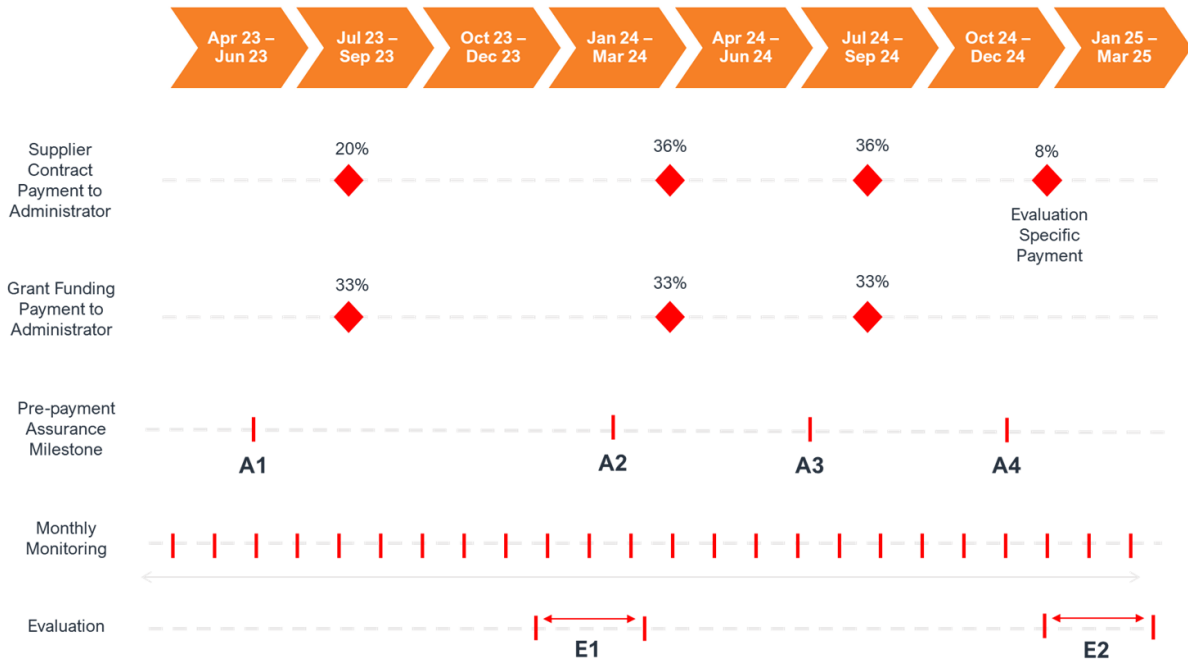 Apr 23 –
Jun 23
Jul 23 –
Sep 23
Oct 23 –
Dec 23
Jan 24 –
Mar 24
Apr 24 –
Jun 24
Jul 24 –
Sep 24
Oct 24 –
Dec 24
Jan 25 –
Mar 25
Supplier
Contract
Payment to
Administrator
20%
36%
36%
8%
Evaluation
Specific
Payment
Grant Funding
Payment to
Administrator
33%
33%
33%
Pre-payment
Assurance
Milestone
A1
A2
A3
A4
Monthly
Monitoring
Evaluation
E1
E2